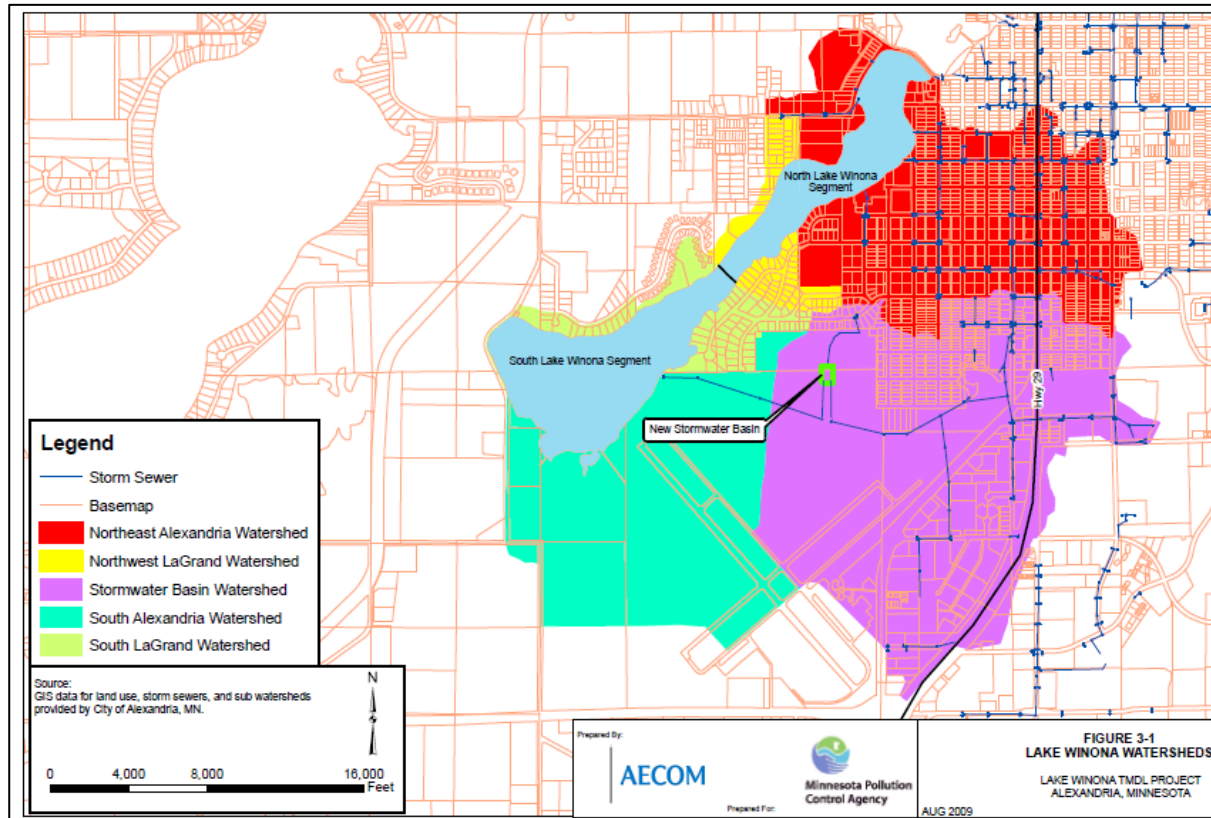 North Lake Winona
Segment
South Lake Winona Segment
New Stormwater Basin
Hwy 29
Legend
Storm Sewer
Basemap
Northeast Alexandria Watershed
Northwest LaGrand Watershed
Stormwater Basin Watershed
South Alexandria Watershed
South LaGrand Watershed
Source:
GIS data for land use, storm sewers, and sub watersheds
provided by City of Alexandria, MN.
N
0 4,000 8,000 16,000
Feet
Prepared By:
AECOM
Prepared For:
Minnesota Pollution
Control Agency
FIGURE 3-1
LAKE WINONA WATERSHEDS
LAKE WINONA TMDL PROJECT
ALEXANDRIA, MINNESOTA
AUG 2009